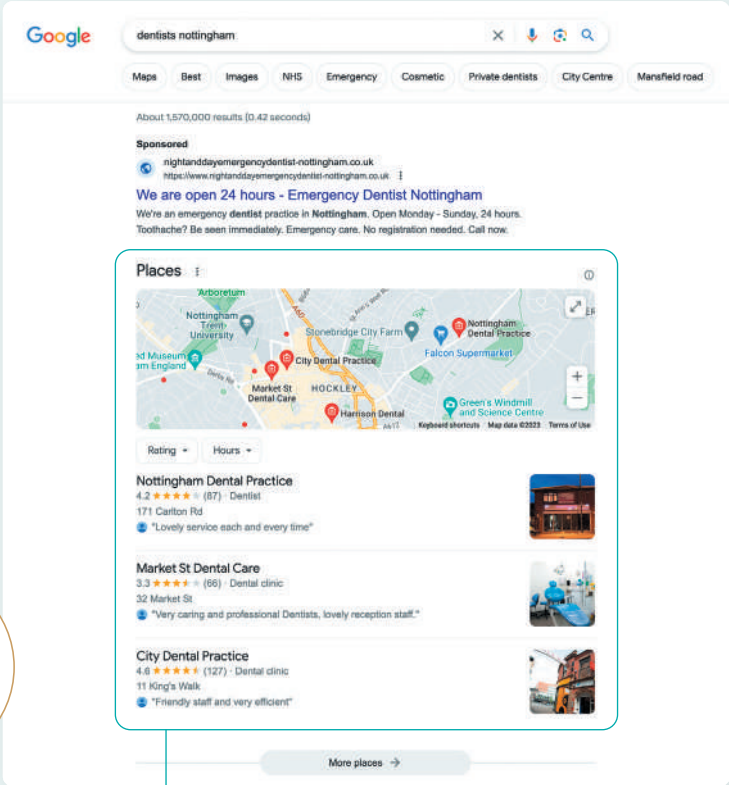 Google
dentists nottingham
Maps Best Images NHS Emergency Cosmetic Private dentists City Centre Mansfield road
About 1,570,000 results (0.42 seconds)
Sponsored
nightanddayemergencydentist-nottingham.co.uk
https://www.nightanddayemergencydentist-nottingham.co.uk
We are open 24 hours - Emergency Dentist Nottingham
We're an emergency dentist practice in Nottingham. Open Monday - Sunday, 24 hours.
Toothache? Be seen immediately. Emergency care. No registration needed. Call now.
Places
Arboretum
A60
Nottingham
Trent
University
Stonebridge City Farm
Nottingham
Dental Practice
Falcon Supermarket
City Dental Practice
Derby Rd
Market St
Dental Care
HOCKLEY
Harrison Dental
Green's Windmill
and Science Centre
A612
Keyboard shortcuts Map data ©2023 Terms of Use
Rating Hours
Nottingham Dental Practice
4.2 (87) · Dentist
171 Carlton Rd
"Lovely service each and every time"
Market St Dental Care
3.3 (66) · Dental clinic
32 Market St
"Very caring and professional Dentists, lovely reception staff."
City Dental Practice
4.6 (127) · Dental clinic
11 King's Walk
"Friendly staff and very efficient"
More places